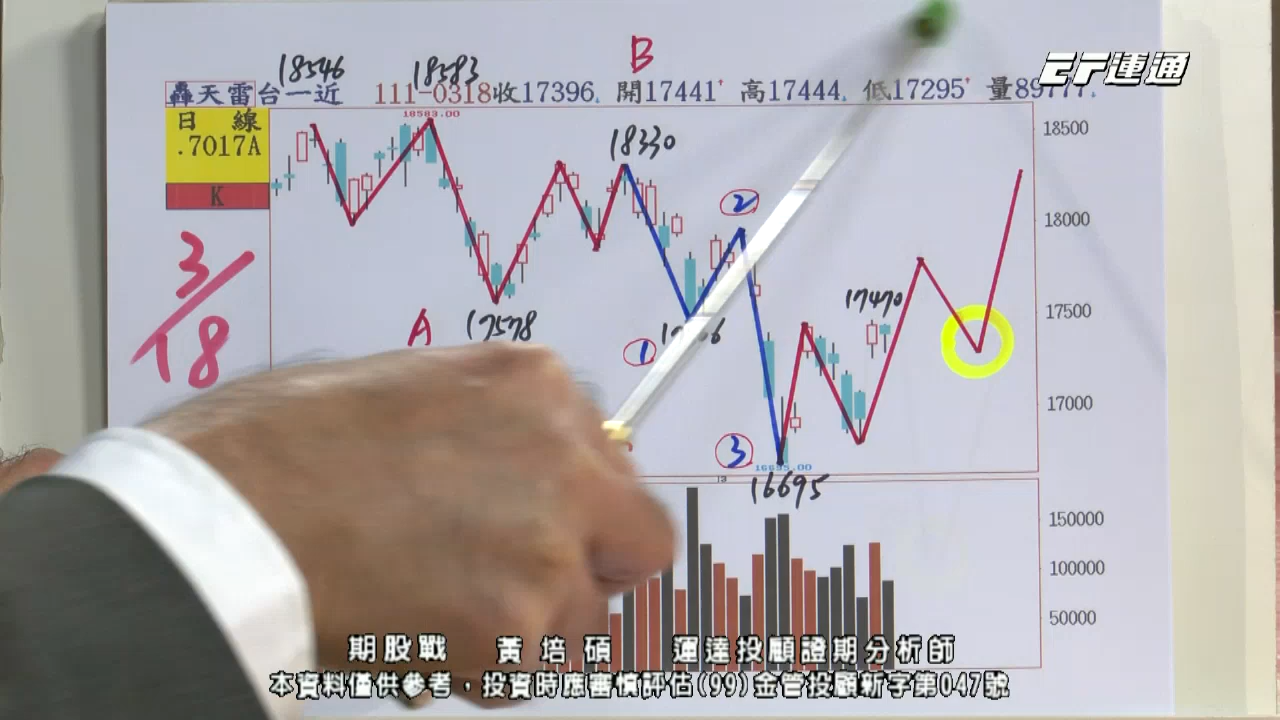 18546
18583
B
EF運通
轟天雷台一近 111-0318收17396 開17441 高17444 低17295 量89777
日 線
.7017A
K
18583.00
18330
18500
18000
17500
17000
②
17470
3/18
A
17578
①
③
16695.00
16695
150000
100000
50000
期股戰 黃培碩 運達投顧證期分析師
本資料僅供參考，投資時應審慎評估(99)金管投顧新字第047號